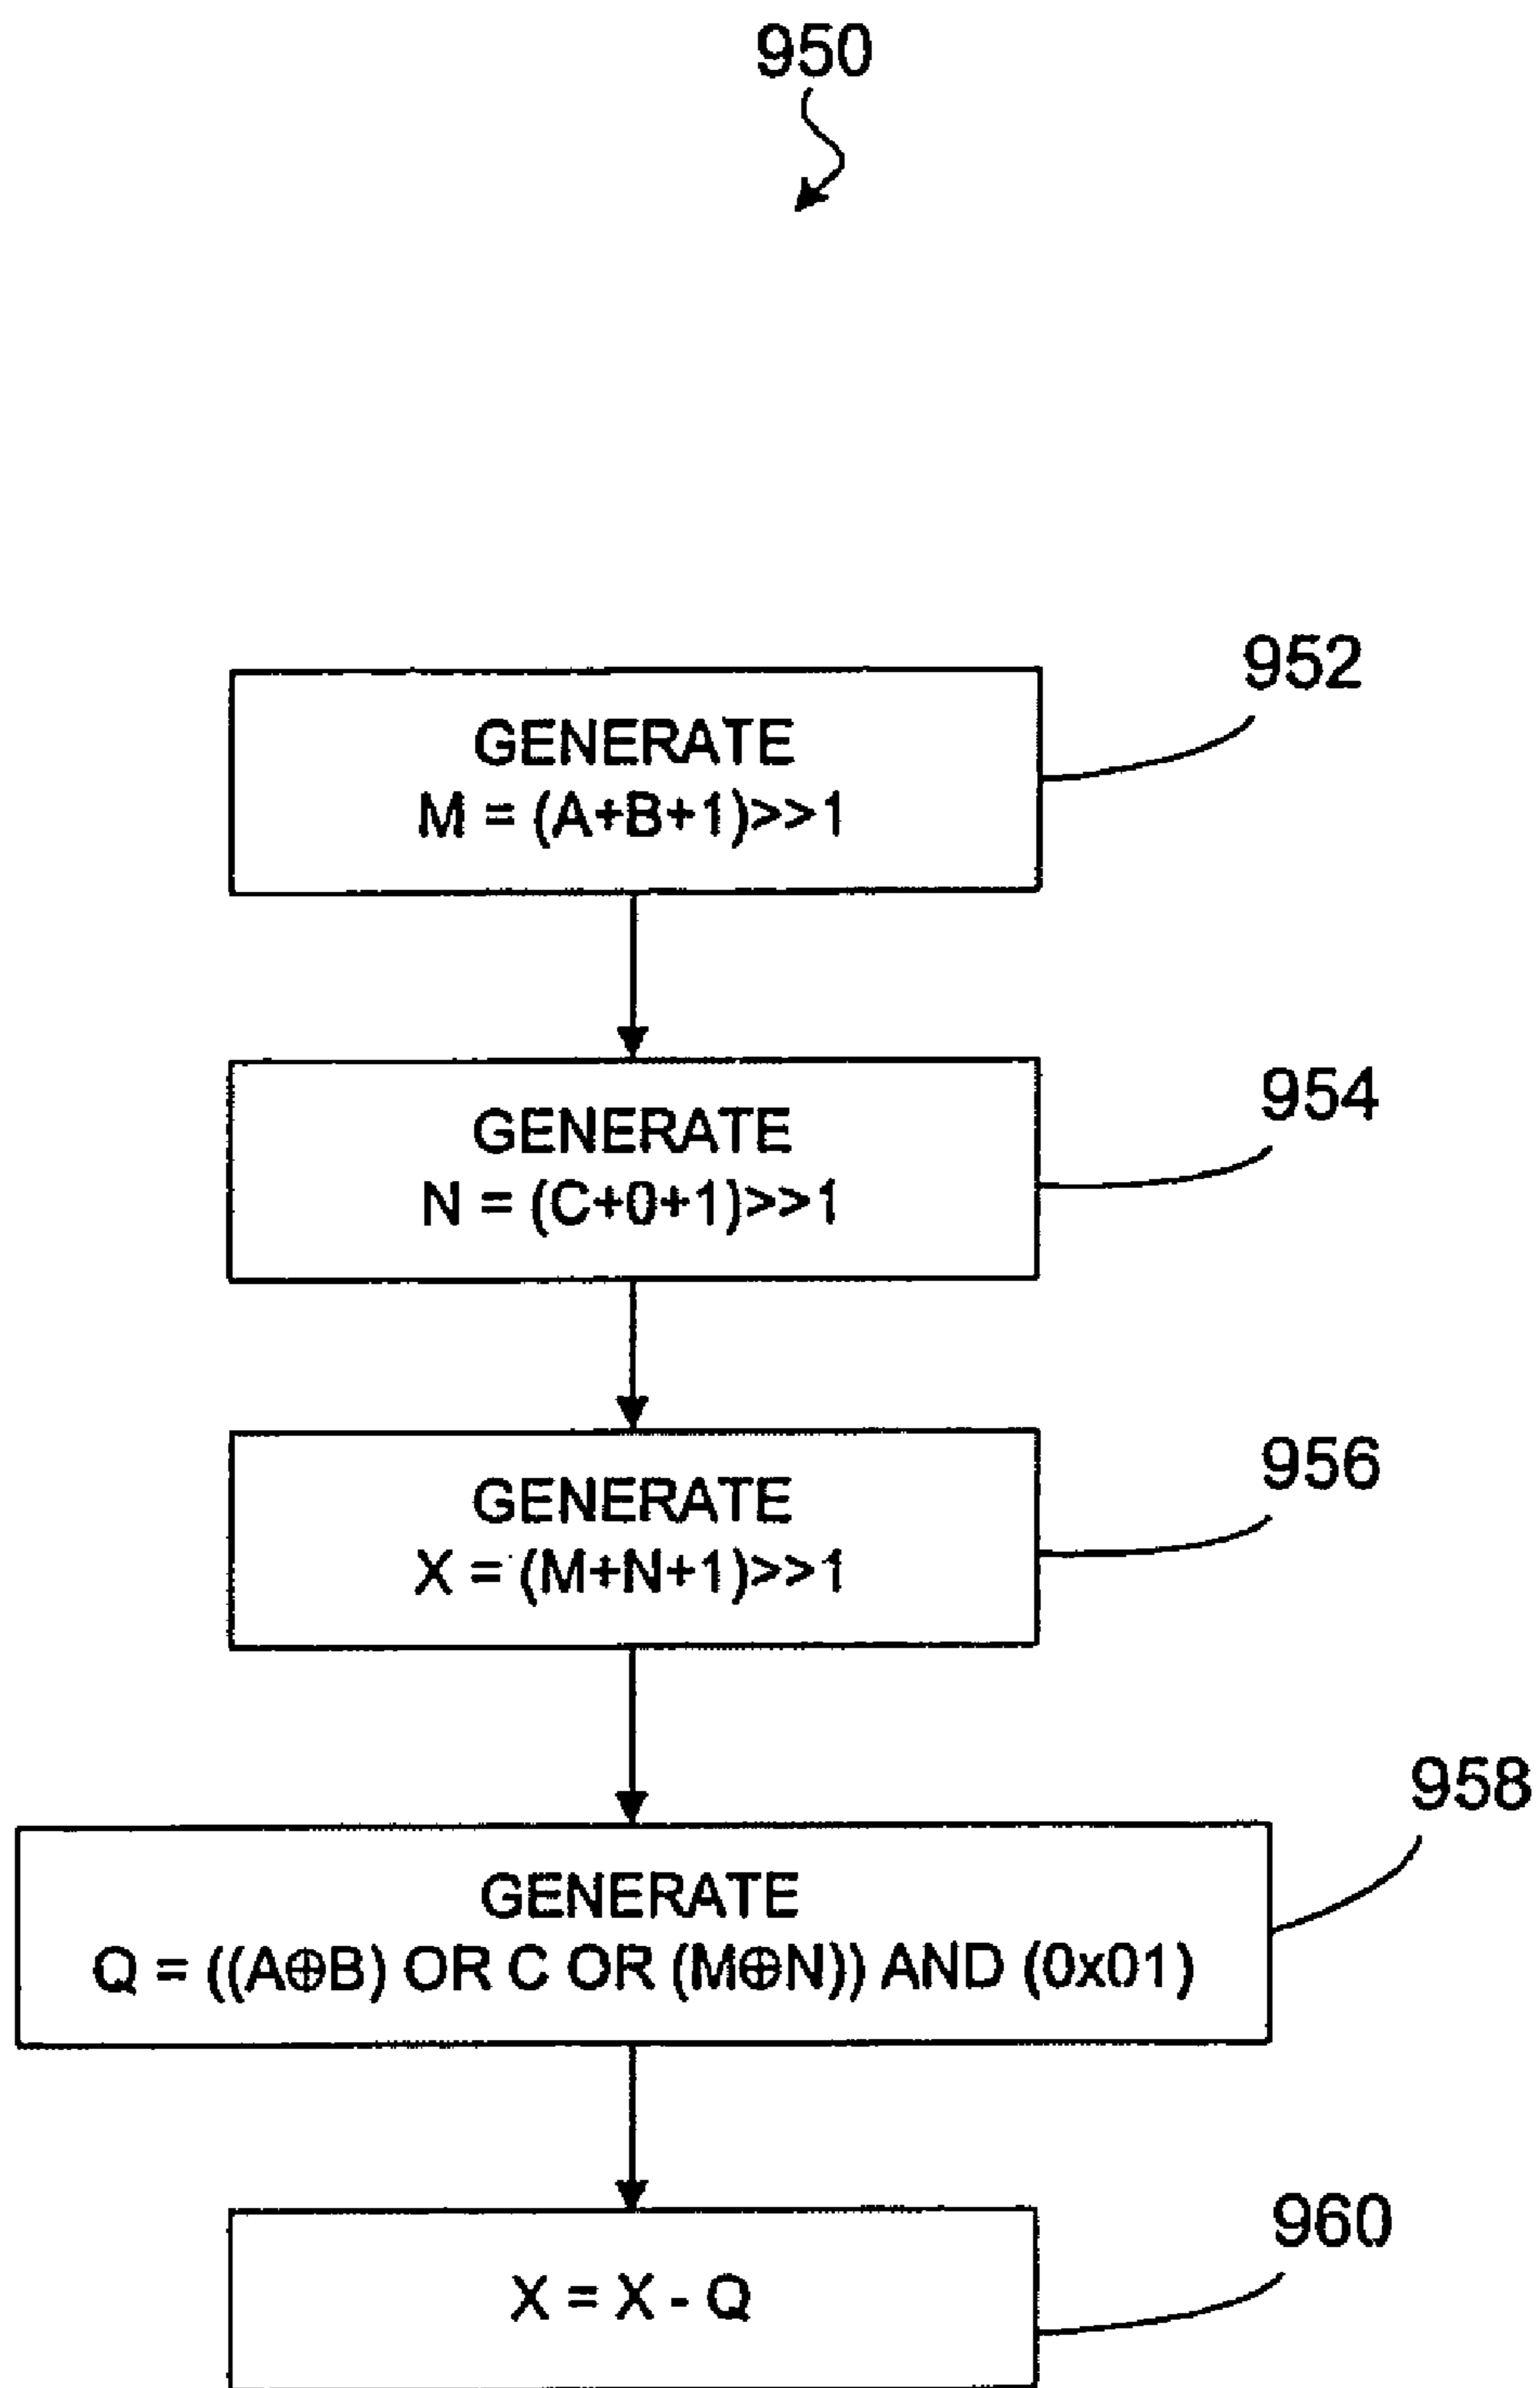 950
952
GENERATE
M = (A+B+1)>>1
954
GENERATE
N = (C+0+1)>>1
956
GENERATE
X = (M+N+1)>>1
958
GENERATE
Q = ((A⊕B) OR C OR (M⊕N)) AND (0x01)
960
X = X - Q